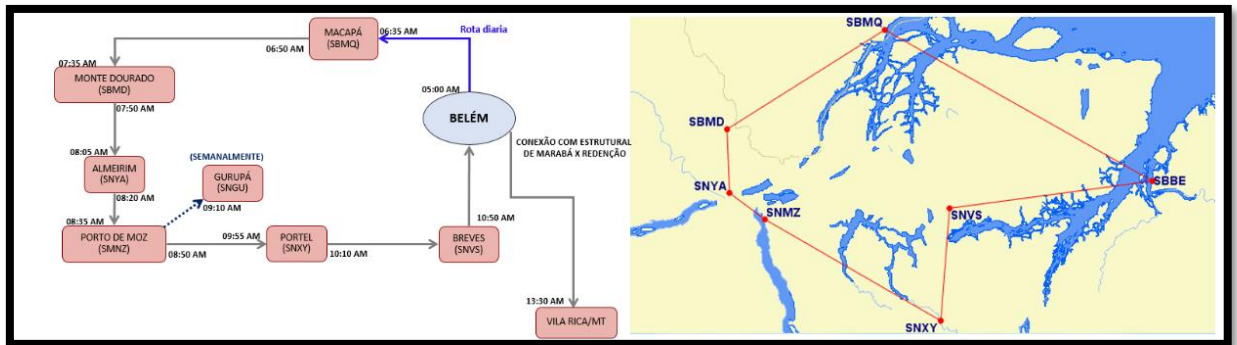 Rota diaria
MACAPÁ
(SBMQ)
06:35 AM
06:50 AM
07:35 AM
MONTE DOURADO
(SBMD)
07:50 AM
05:00 AM
BELÉM
CONEXÃO COM ESTRUTURAL
DE MARABÁ X REDENÇÃO
08:05 AM
ALMEIRIM
(SNYA)
08:20 AM
(SEMANALMENTE)
GURUPÁ
(SNGU)
09:10 AM
08:35 AM
PORTO DE MOZ
(SMNZ)
08:50 AM
09:55 AM
PORTEL
(SNXY)
10:10 AM
10:50 AM
BREVES
(SNVS)
13:30 AM
VILA RICA/MT
SBMQ
SBMD
SNYA
SNMZ
SNVS
SBBE
SNXY